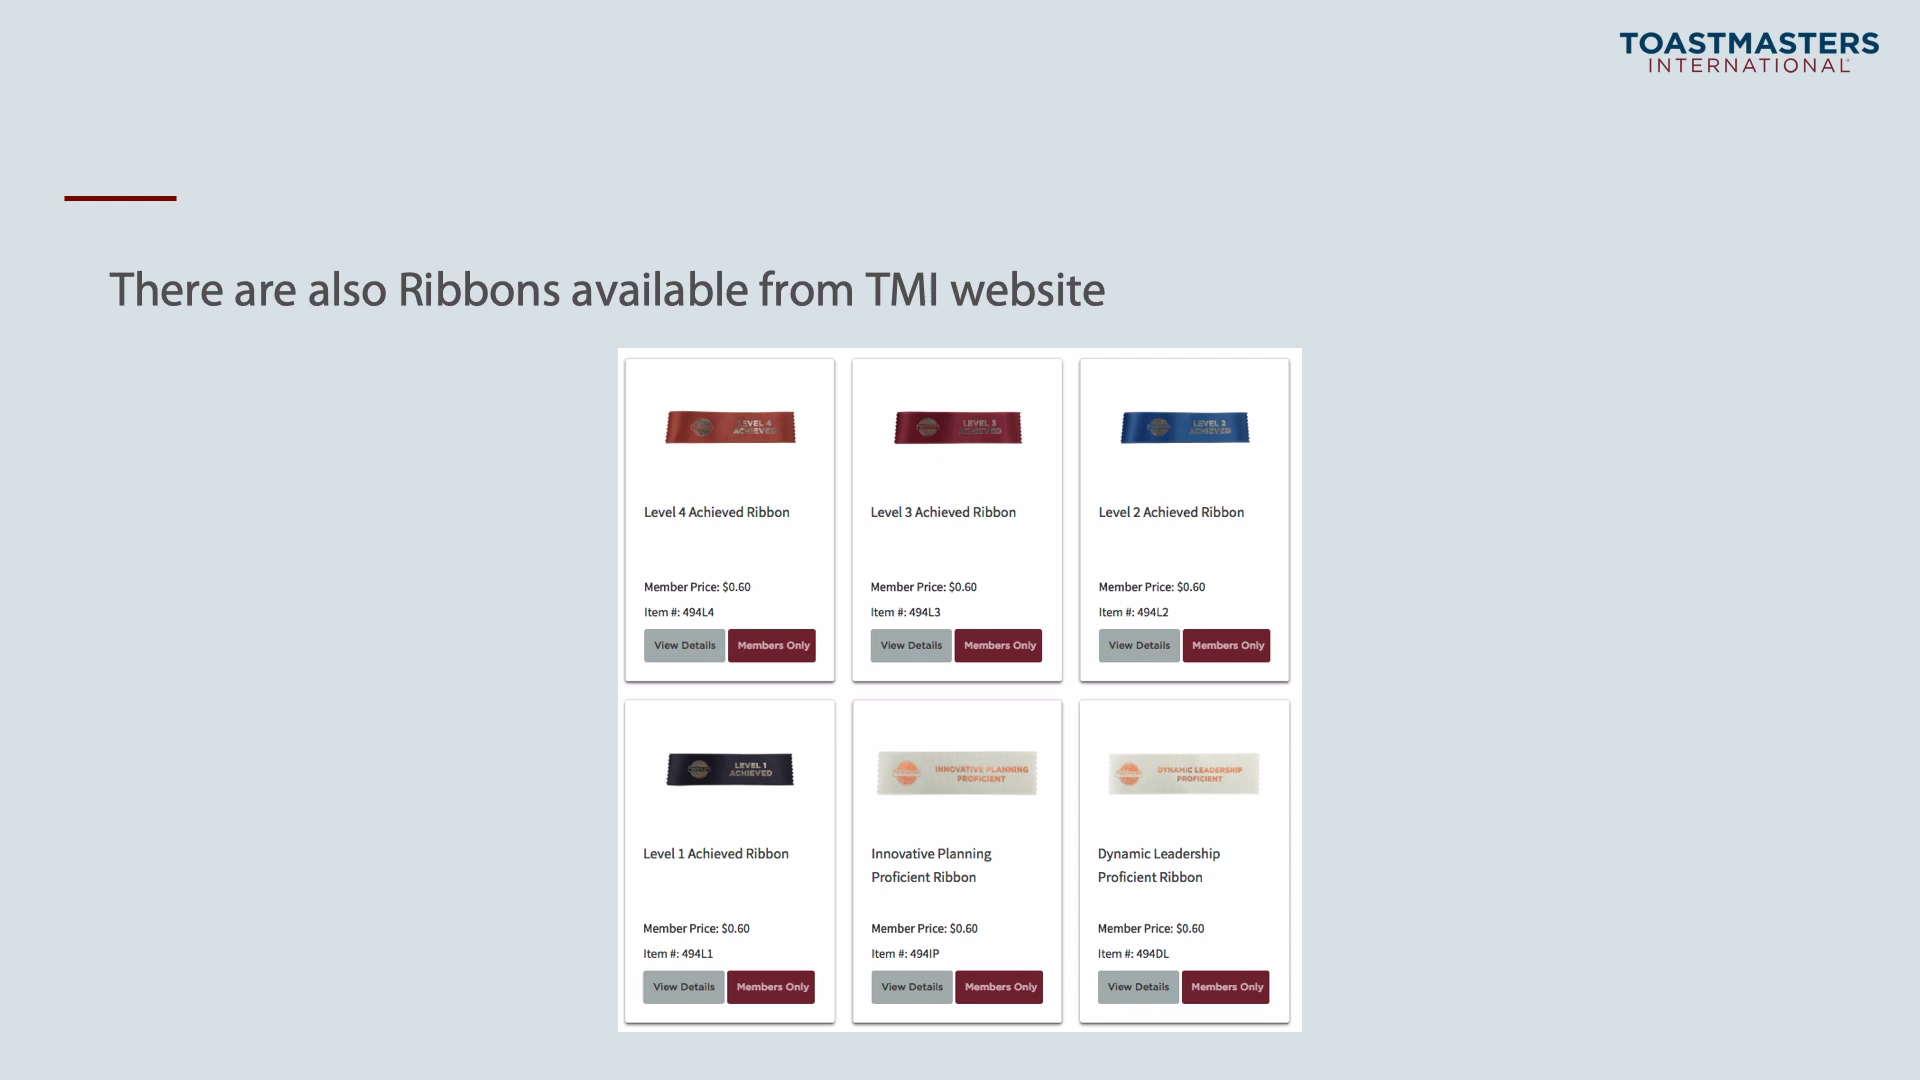 TOASTMASTERS
INTERNATIONAL
There are also Ribbons available from TMI website
LEVEL 4
ACHIEVED
LEVEL 3
ACHIEVED
LEVEL 2
ACHIEVED
Level 4 Achieved Ribbon
Level 3 Achieved Ribbon
Level 2 Achieved Ribbon
Member Price: $0.60
Member Price: $0.60
Member Price: $0.60
Item #: 494L4
Item #: 494L3
Item #: 494L2
View Details
Members Only
View Details
Members Only
View Details
Members Only
LEVEL 1
ACHIEVED
INNOVATIVE PLANNING
PROFICIENT
DYNAMIC LEADERSHIP
PROFICIENT
Level 1 Achieved Ribbon
Innovative Planning
Proficient Ribbon
Dynamic Leadership
Proficient Ribbon
Member Price: $0.60
Member Price: $0.60
Member Price: $0.60
Item #: 494L1
Item #: 494IP
Item #: 494DL
View Details
Members Only
View Details
Members Only
View Details
Members Only